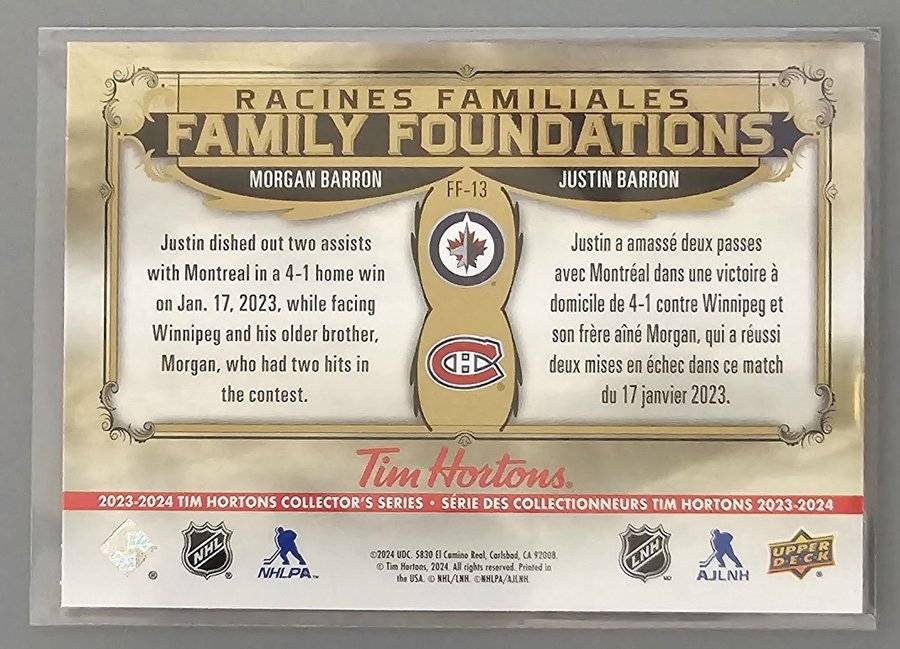 RACINES FAMILIALES
FAMILY FOUNDATIONS
MORGAN BARRON
JUSTIN BARRON
FF-13
Justin dished out two assists
with Montreal in a 4-1 home win
on Jan. 17, 2023, while facing
Winnipeg and his older brother,
Morgan, who had two hits in
the contest.
Justin a amassé deux passes
avec Montréal dans une victoire à
domicile de 4-1 contre Winnipeg et
son frère aîné Morgan, qui a réussi
deux mises en échec dans ce match
du 17 janvier 2023.
Tim Hortons®
2023-2024 TIM HORTONS COLLECTOR'S SERIES • SÉRIE DES COLLECTIONNEURS TIM HORTONS 2023-2024
NHL
NHLPA™
©2024 UDC. 5830 El Camino Real, Carlsbad, CA 92008.
© Tim Hortons, 2024. All rights reserved. Printed in
the USA. © NHL/LNH. ©NHLPA/AJLNH.
LNH
AJLNH
UPPER
DECK